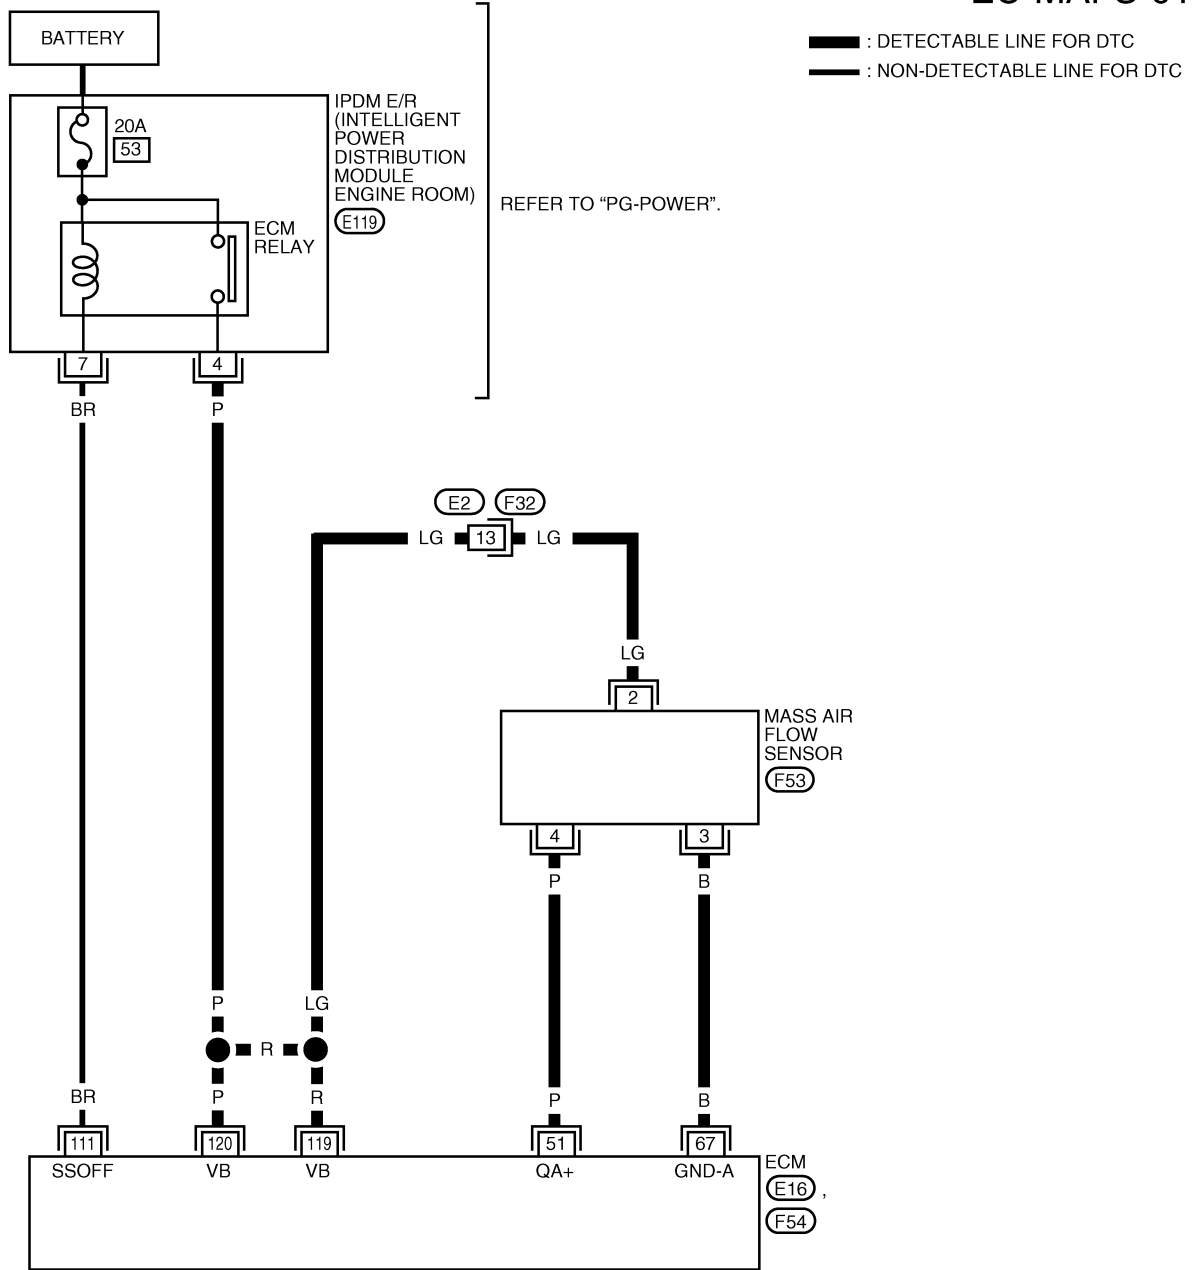 BATTERY
: DETECTABLE LINE FOR DTC
: NON-DETECTABLE LINE FOR DTC
20A
53
IPDM E/R
(INTELLIGENT
POWER
DISTRIBUTION
MODULE
ENGINE ROOM)
E119
REFER TO “PG-POWER”.
ECM
RELAY
7
4
BR
P
E2
F32
LG
13
LG
LG
2
MASS AIR
FLOW
SENSOR
F53
4
3
P
B
P
LG
R
BR
P
R
P
B
111
120
119
51
67
SSOFF
VB
VB
QA+
GND-A
ECM
E16 ,
F54